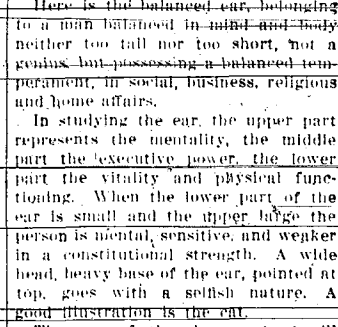 Here is the balanced ear, belonging
to a man balanced in mind and body
neither too tall nor too short, not a
genius, but possessing a balanced tem-
perament, in social, business, religious
and home affairs.
In studying the ear, the upper part
represents the mentality, the middle
part the executive power, the lower
part the vitality and physical func-
tioning. When the lower part of the
ear is small and the upper large the
person is mental, sensitive, and weaker
in a constitutional strength. A wide
head, heavy base of the ear, pointed at
top, goes with a selfish nature. A
good illustration is the cat.